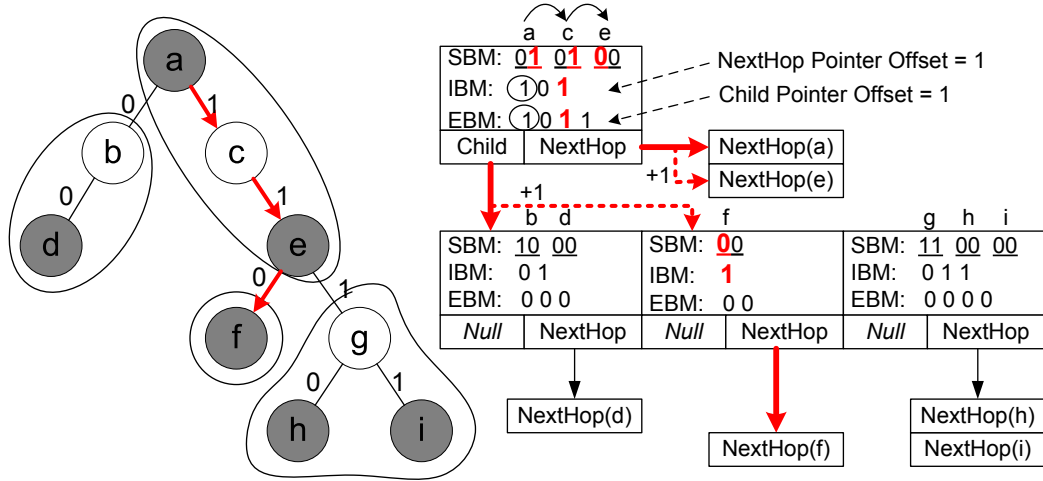 a
0 1
b c
0 1
d e
0 1
f g
0 1
h i
a c e
SBM: 01 01 00
IBM: 1 0 1
EBM: 1 0 1 1
Child NextHop
NextHop Pointer Offset = 1
Child Pointer Offset = 1
NextHop(a)
+1
NextHop(e)
+1
b d
SBM: 10 00
IBM: 0 1
EBM: 0 0 0
Null NextHop
f
SBM: 00
IBM: 1
EBM: 0 0
Null NextHop
g h i
SBM: 11 00 00
IBM: 0 1 1
EBM: 0 0 0 0
Null NextHop
NextHop(d)
NextHop(f)
NextHop(h)
NextHop(i)